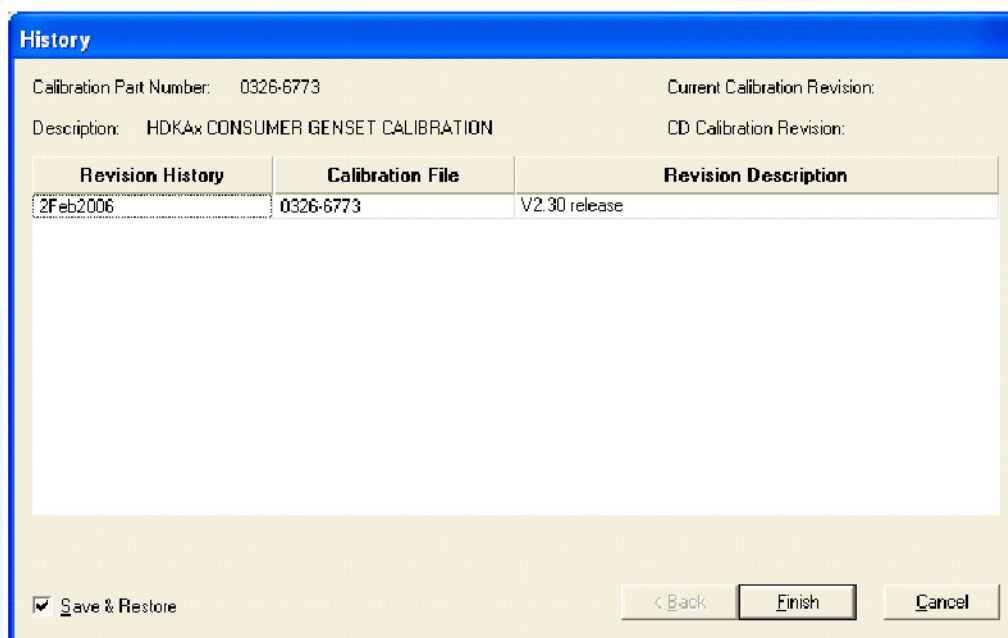 History
Calibration Part Number: 0326-6773 Current Calibration Revision:
Description: HDKAx CONSUMER GENSET CALIBRATION CD Calibration Revision:
Revision History Calibration File Revision Description
2Feb2006 0326-6773 V2.30 release
Save & Restore < Back Finish Cancel